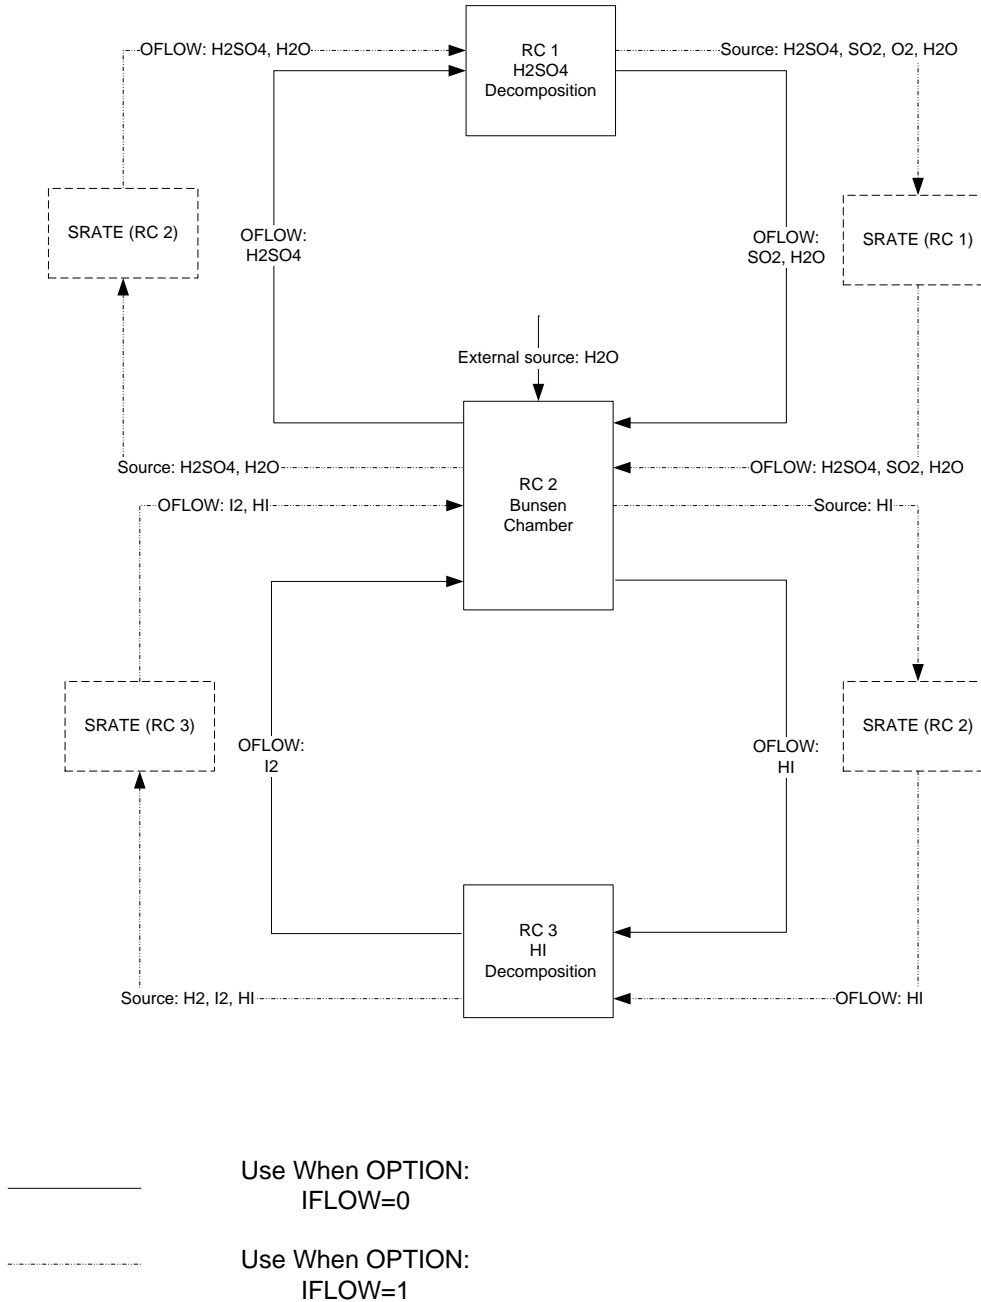 OFLOW: H2SO4, H2O
RC 1
H2SO4
Decomposition
Source: H2SO4, SO2, O2, H2O
SRATE (RC 2)
OFLOW:
H2SO4
OFLOW:
SO2, H2O
SRATE (RC 1)
External source: H2O
Source: H2SO4, H2O
OFLOW: H2SO4, SO2, H2O
OFLOW: I2, HI
RC 2
Bunsen
Chamber
Source: HI
SRATE (RC 3)
OFLOW:
I2
OFLOW:
HI
SRATE (RC 2)
RC 3
HI
Decomposition
Source: H2, I2, HI
OFLOW: HI
Use When OPTION:
IFLOW=0
Use When OPTION:
IFLOW=1